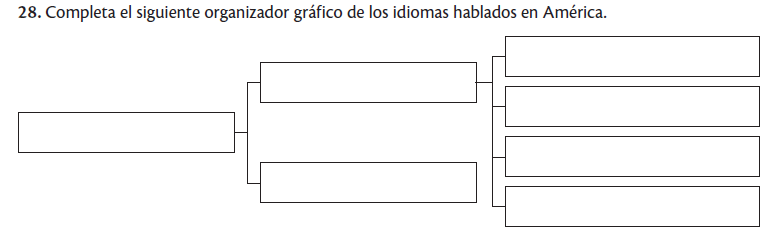 28. Completa el siguiente organizador gráfico de los idiomas hablados en América.